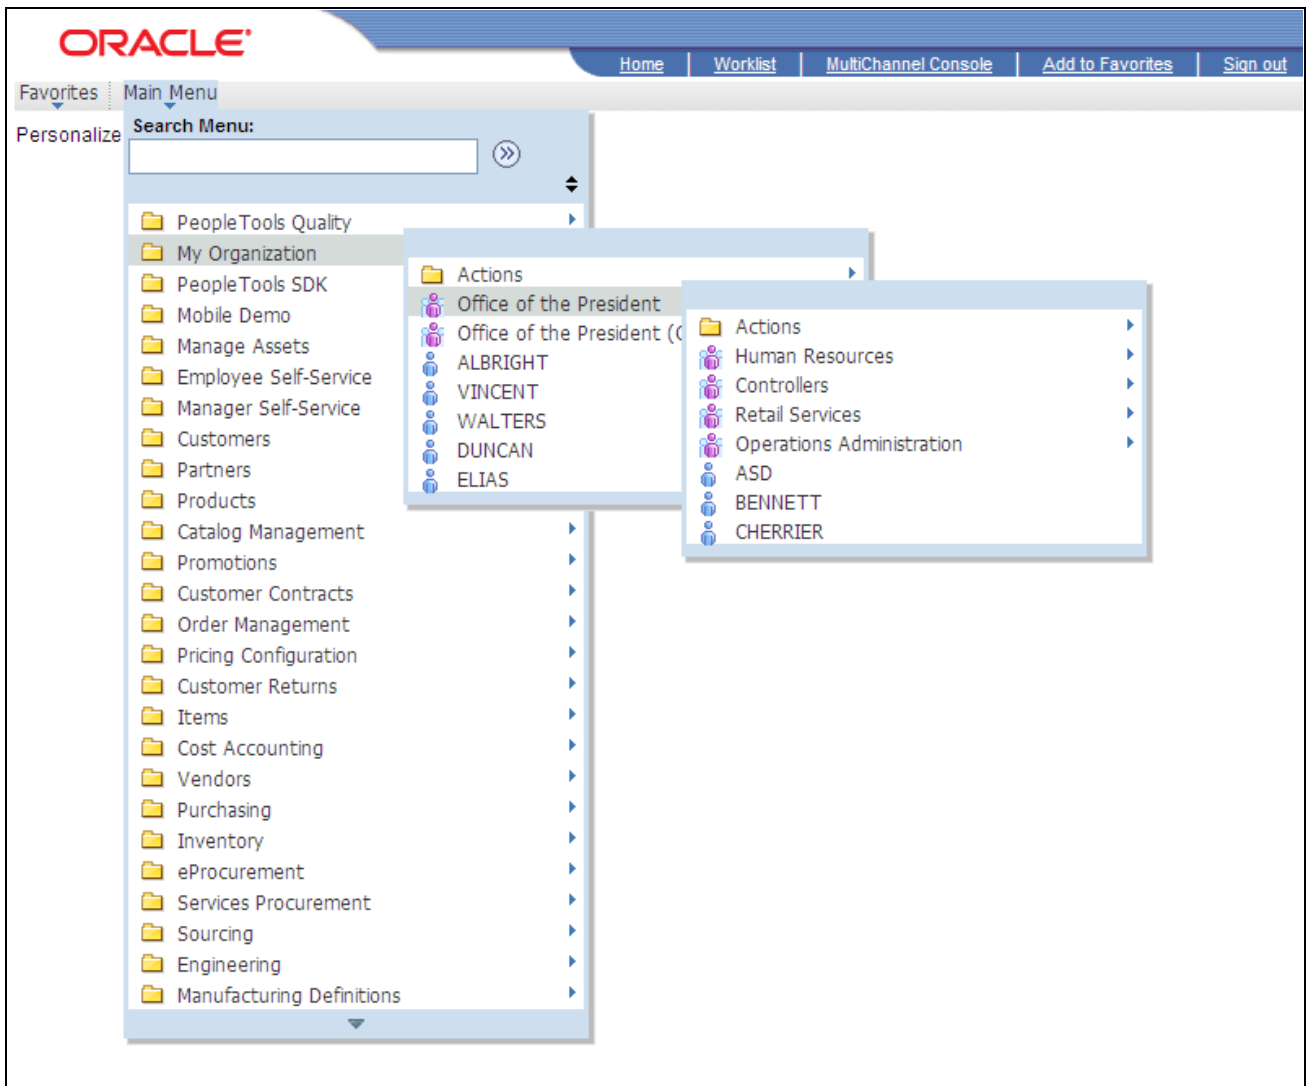 ORACLE
Home Worklist MultiChannel Console Add to Favorites Sign out
Favorites Main Menu
Personalize
Search Menu:
PeopleTools Quality
My Organization
PeopleTools SDK
Mobile Demo
Manage Assets
Employee Self-Service
Manager Self-Service
Customers
Partners
Products
Catalog Management
Promotions
Customer Contracts
Order Management
Pricing Configuration
Customer Returns
Items
Cost Accounting
Vendors
Purchasing
Inventory
eProcurement
Services Procurement
Sourcing
Engineering
Manufacturing Definitions
Actions
Office of the President
Office of the President (
ALBRIGHT
VINCENT
WALTERS
DUNCAN
ELIAS
Actions
Human Resources
Controllers
Retail Services
Operations Administration
ASD
BENNETT
CHERRIER